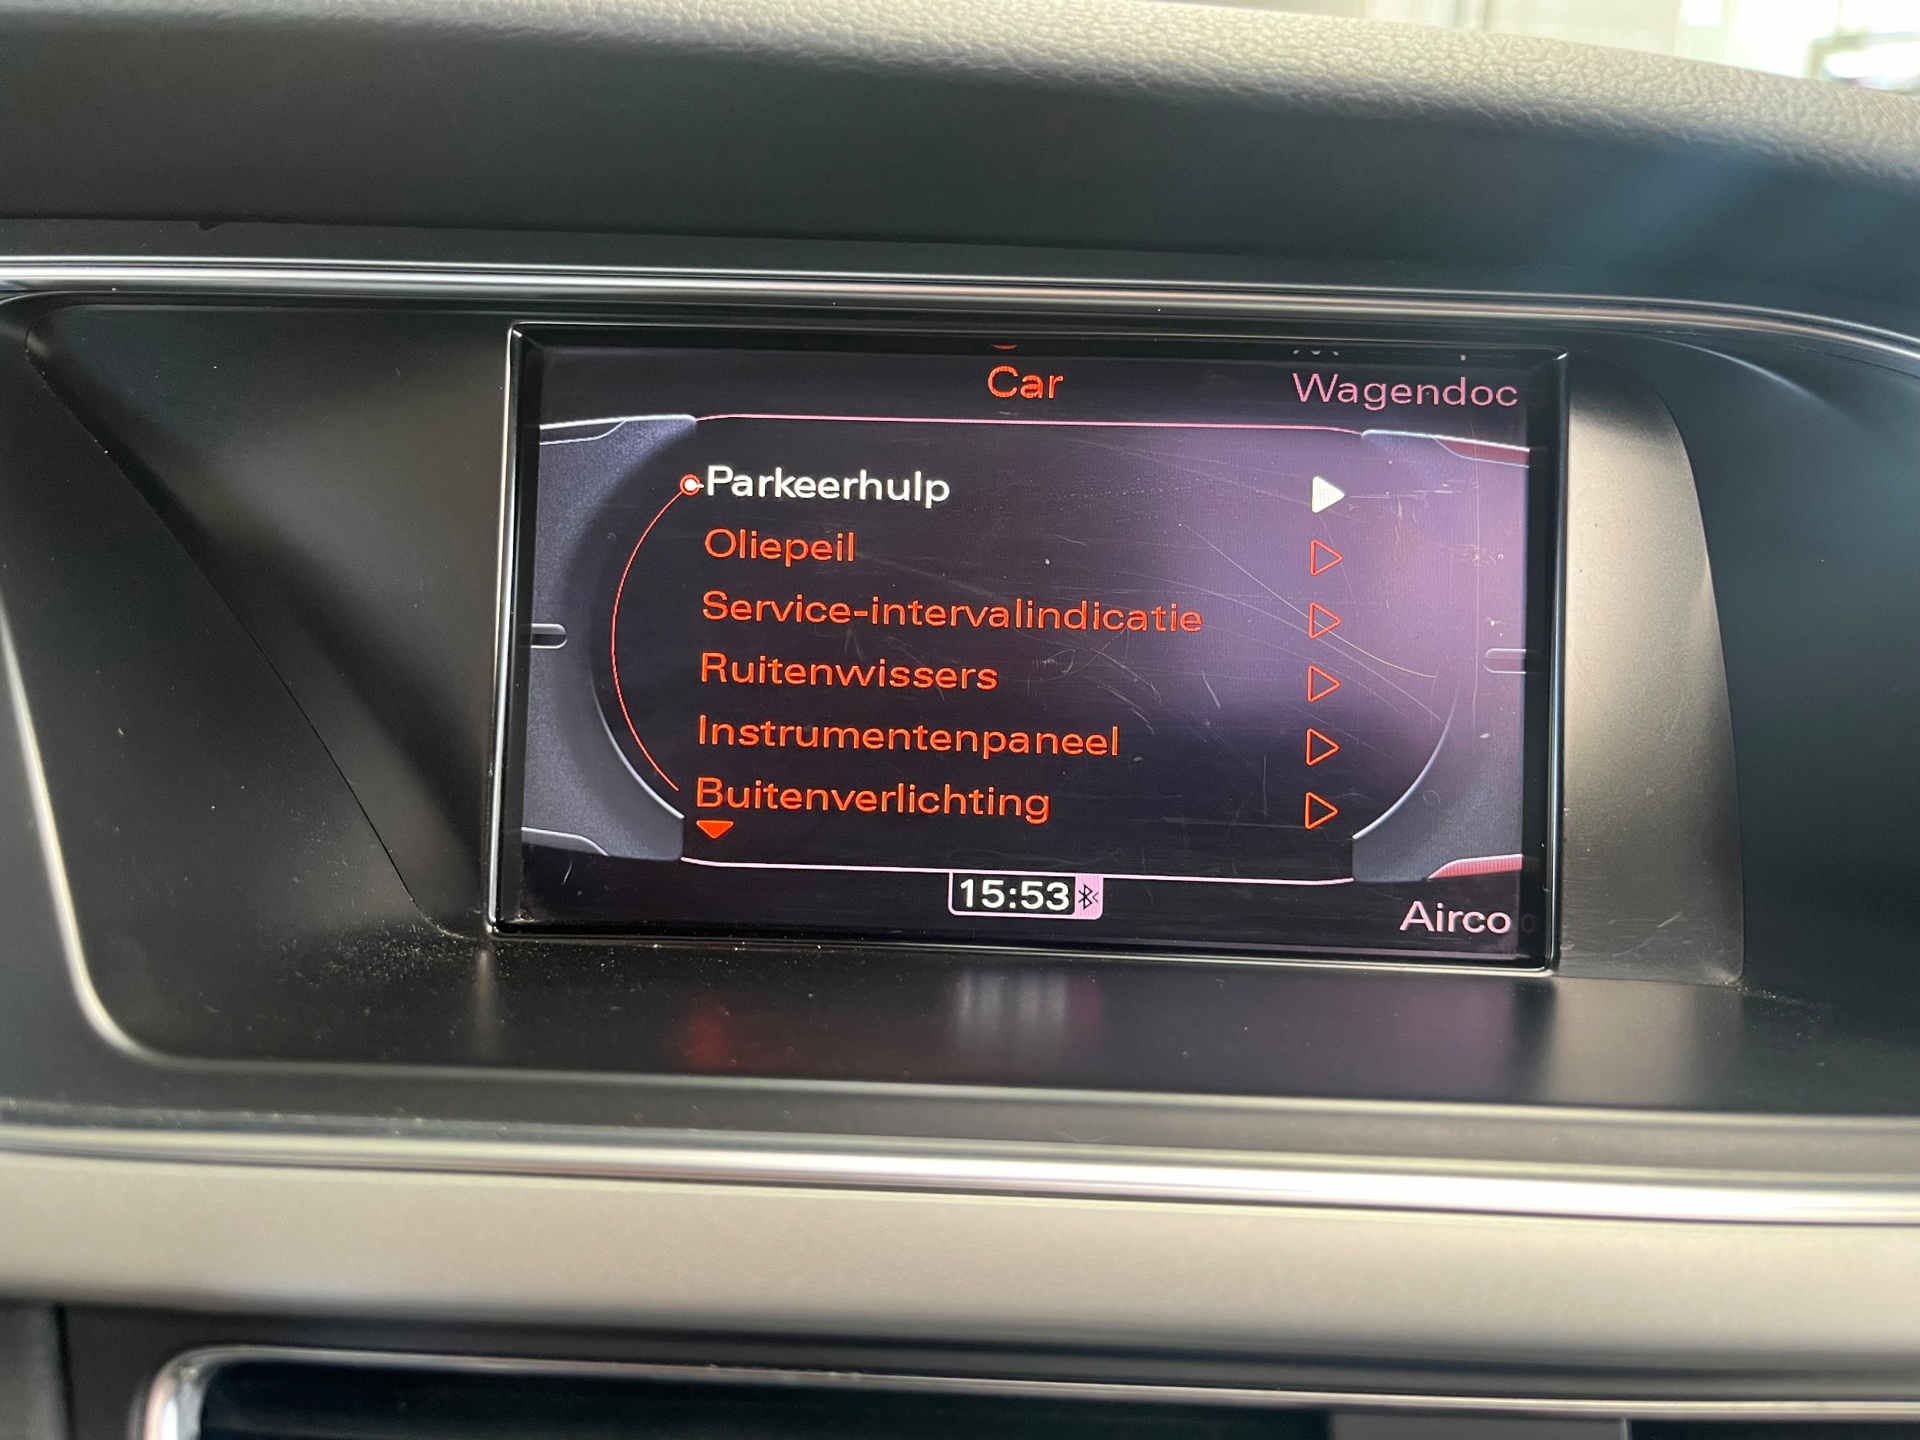 Car
Wagendoc
Parkeerhulp
Oliepeil
Service-intervalindicatie
Ruitenwissers
Instrumentenpaneel
Buitenverlichting
15:53
Airco